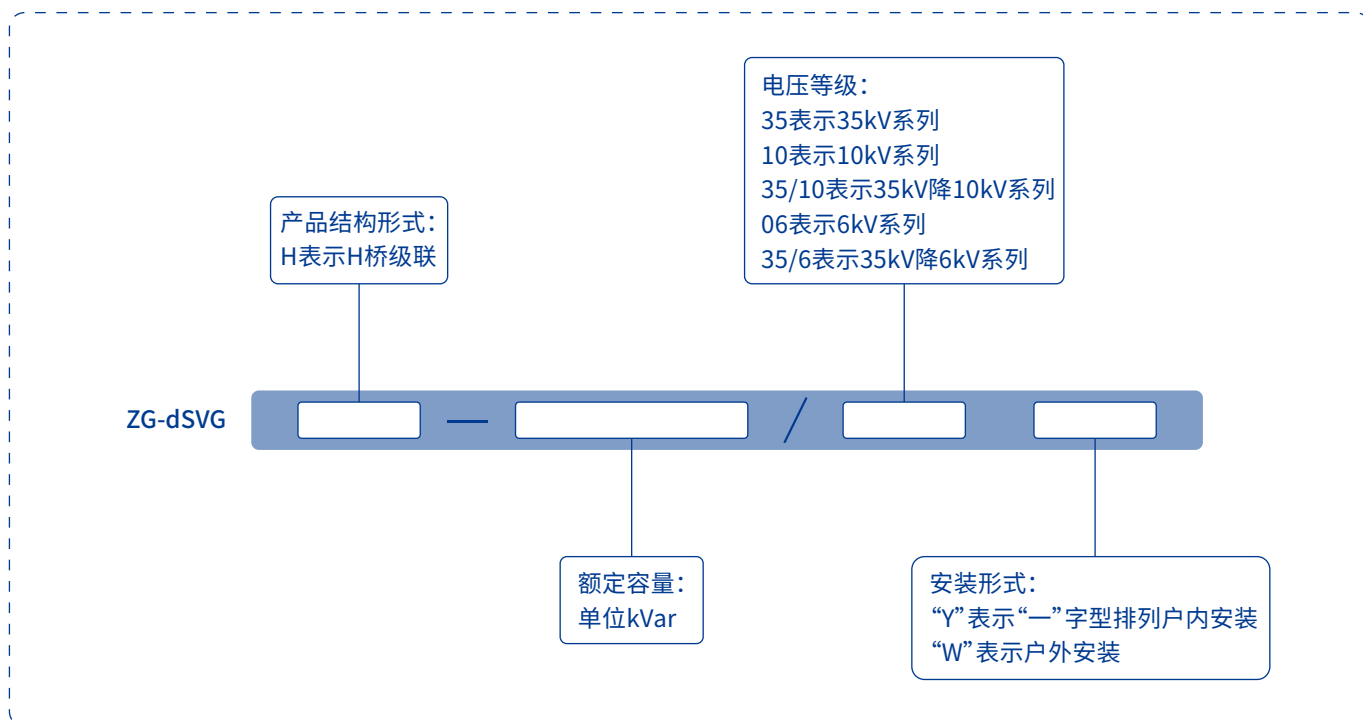 电压等级：
35表示35kV系列
10表示10kV系列
35/10表示35kV降10kV系列
06表示6kV系列
35/6表示35kV降6kV系列
产品结构形式：
H表示H桥级联
ZG-dSVG — /
额定容量：
单位kVar
安装形式：
“Y”表示“一”字型排列户内安装
“W”表示户外安装